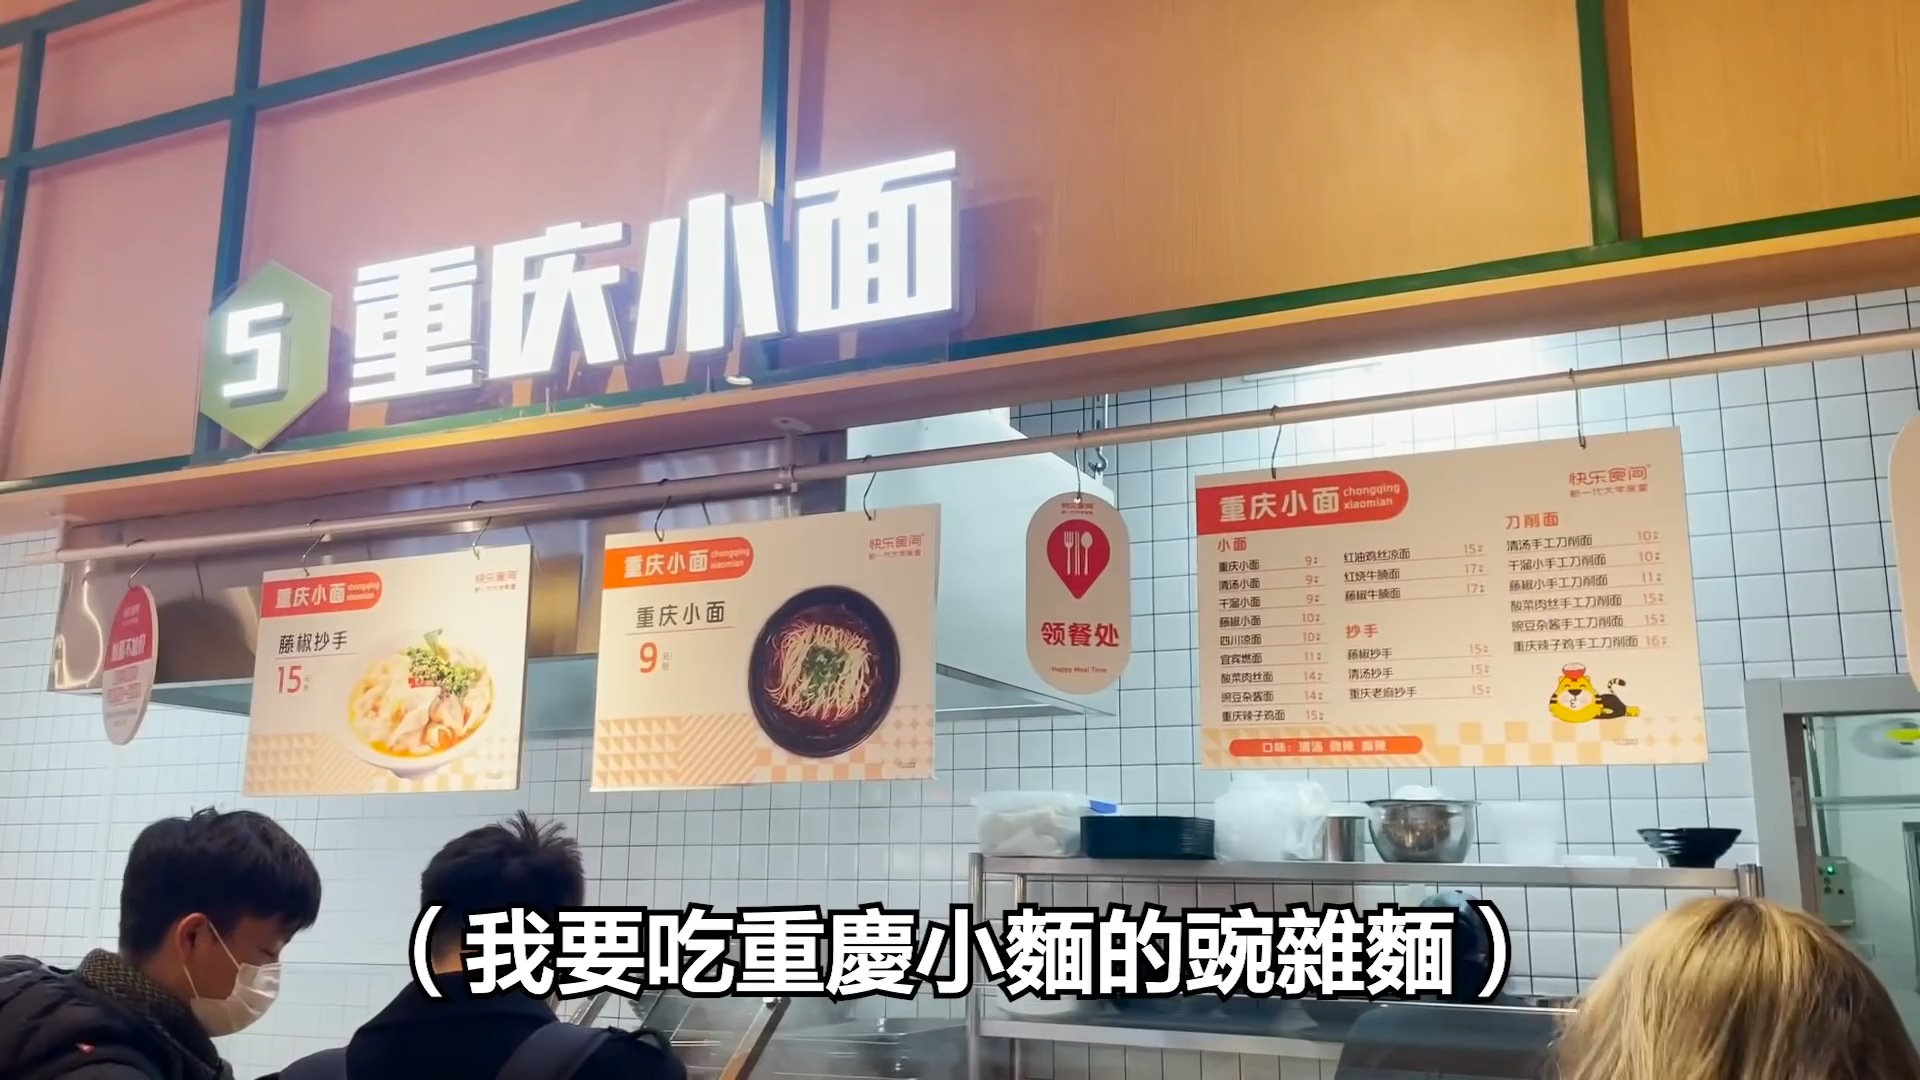 5 重庆小面
重庆小面 chongqing xiaomian
藤椒抄手
15
重庆小面 chongqing xiaomian
快乐食间
重庆小面
9
领餐处
Happy Meal Time
重庆小面 chongqing xiaomian
快乐食间
小面
重庆小面 9
清汤小面 9
干溜小面 9
藤椒小面 10
四川凉面 10
宜宾燃面 11
酸菜肉丝面 14
豌豆杂酱面 14
重庆辣子鸡面 15
红油鸡丝凉面 15
红烧牛腩面 17
藤椒牛腩面 17
抄手
藤椒抄手 15
清汤抄手 15
重庆老麻抄手 15
刀削面
清汤手工刀削面 10
干溜小手工刀削面 10
藤椒小手工刀削面 11
酸菜肉丝手工刀削面 15
豌豆杂酱手工刀削面 15
重庆辣子鸡手工刀削面 16
口味：清汤 微辣
（我要吃重慶小麵的豌雜麵）